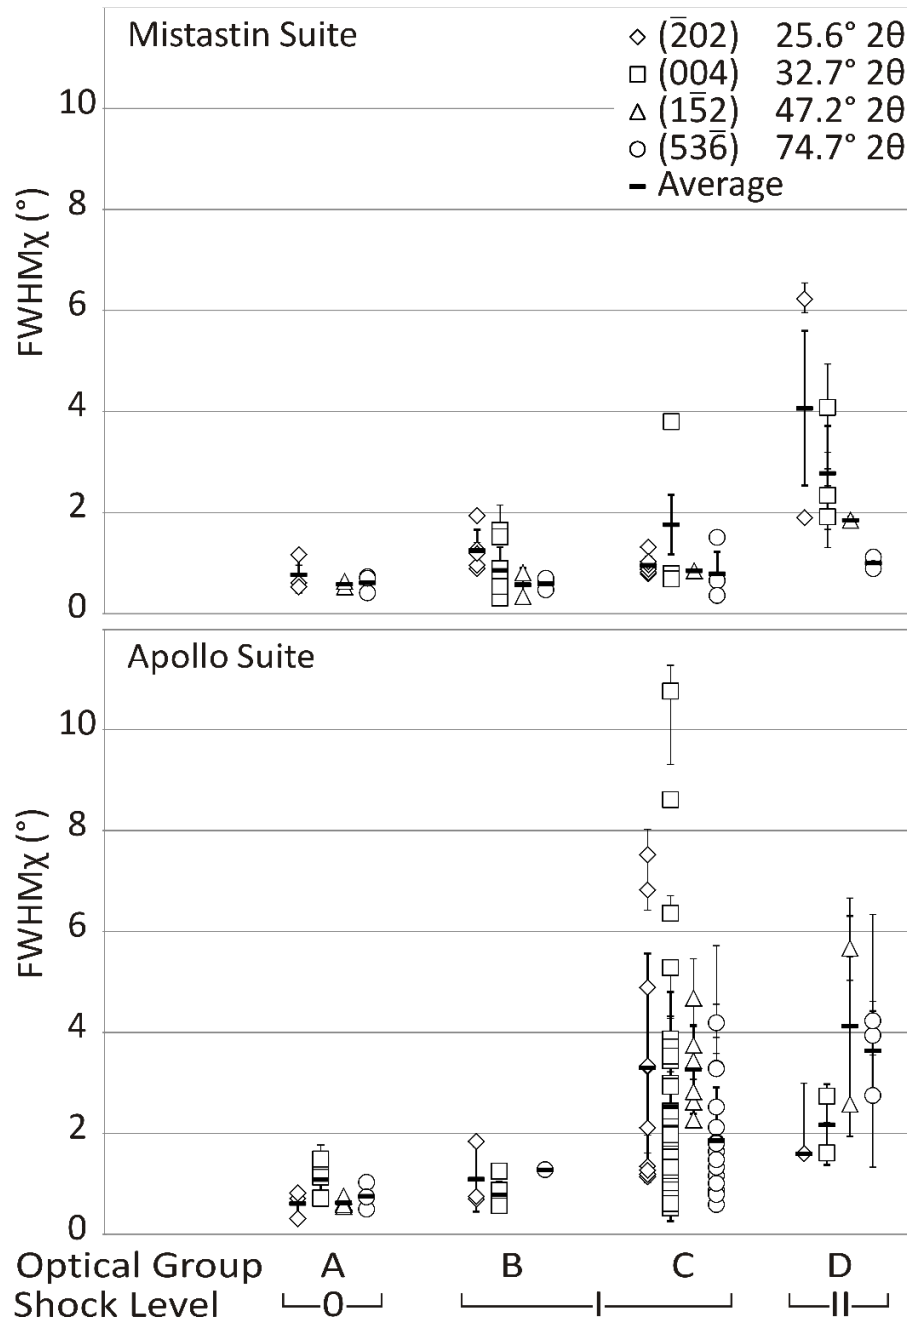 Mistastin Suite
◇ (2̅02) 25.6° 2θ
□ (004) 32.7° 2θ
△ (15̅2) 47.2° 2θ
○ (536̅) 74.7° 2θ
Average
FWHMχ (°)
10
8
6
4
2
0
Apollo Suite
FWHMχ (°)
10
8
6
4
2
0
Optical Group A B C D
Shock Level 0 I II